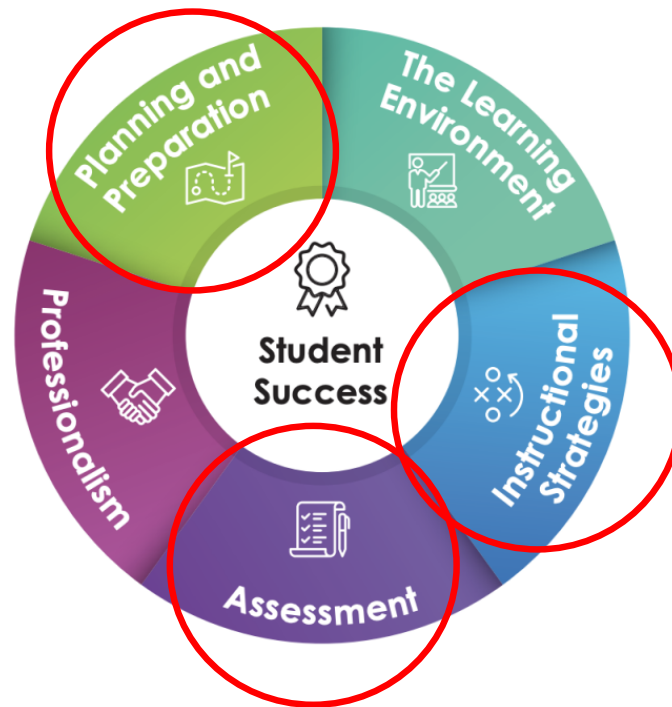 Planning and
Preparation
The Learning
Environment
Professionalism
Student
Success
Instructional
Strategies
Assessment